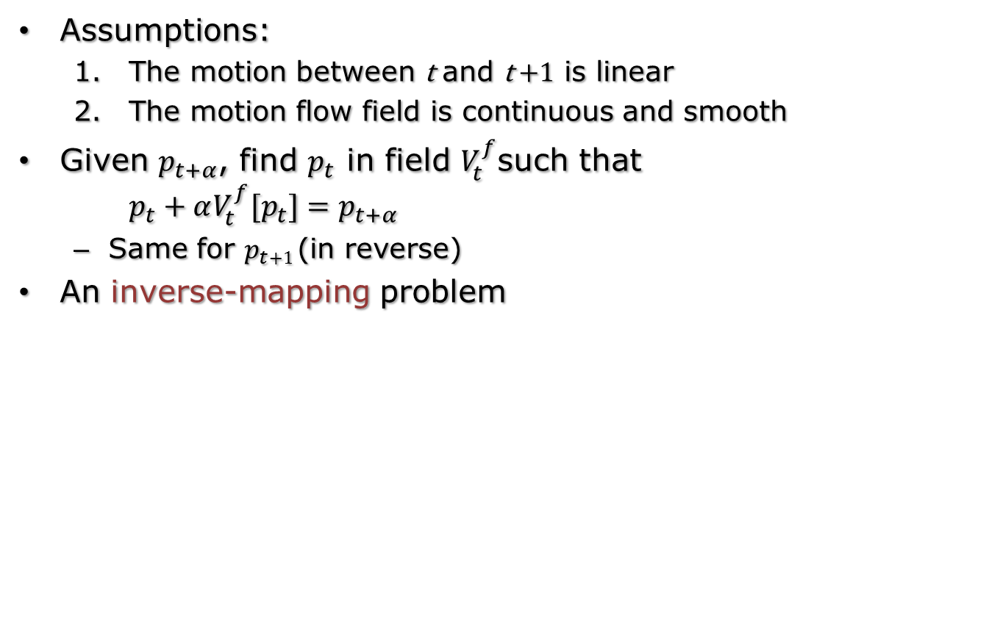 • Assumptions:
1. The motion between t and t+1 is linear
2. The motion flow field is continuous and smooth
• Given p_{t+α}, find p_t in field V_t^f such that
p_t + αV_t^f [p_t] = p_{t+α}
– Same for p_{t+1} (in reverse)
• An inverse-mapping problem